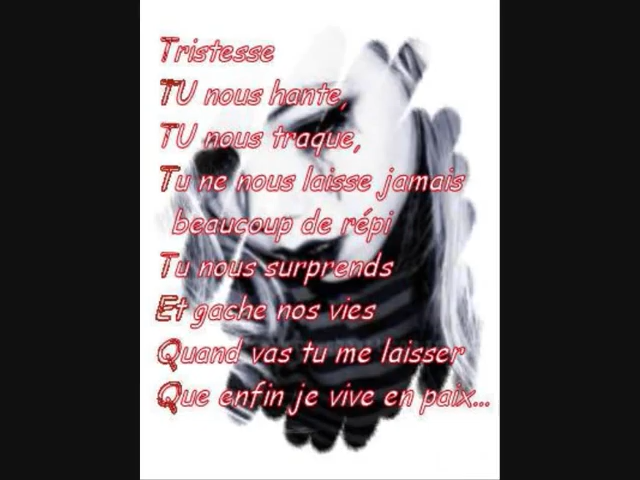 Tristesse
TU nous hante,
TU nous traque,
Tu ne nous laisse jamais
beaucoup de répi
Tu nous surprends
Et gache nos vies
Quand vas tu me laisser
Que enfin je vive en paix...